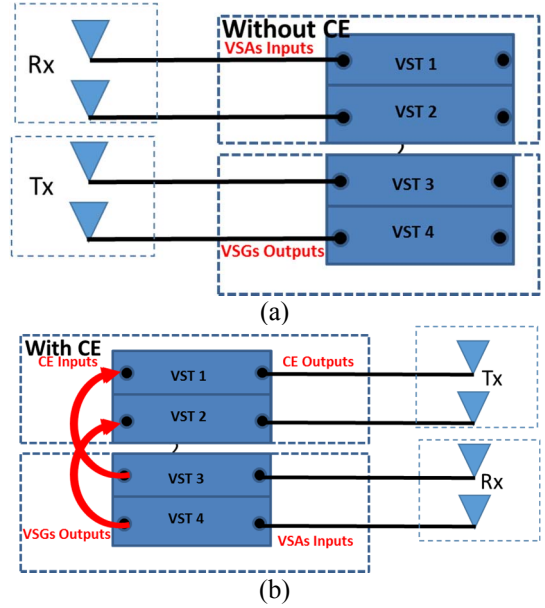 Without CE
VSAs Inputs
Rx
VST 1
VST 2
Tx
VST 3
VST 4
VSGs Outputs
(a)
With CE
CE Inputs
CE Outputs
VST 1
Tx
VST 2
VST 3
Rx
VST 4
VSGs Outputs
VSAs Inputs
(b)